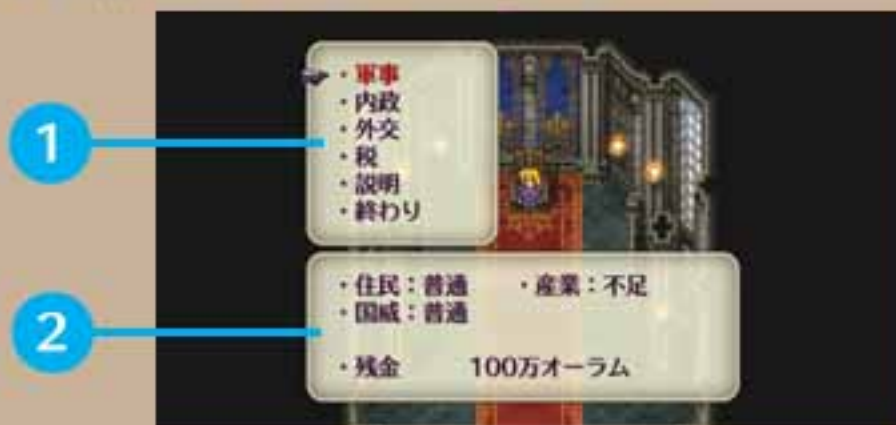 1
・軍事
・内政
・外交
・税
・説明
・終わり
2
・住民：普通　・産業：不足
・国威：普通
・残金　100万オーラム